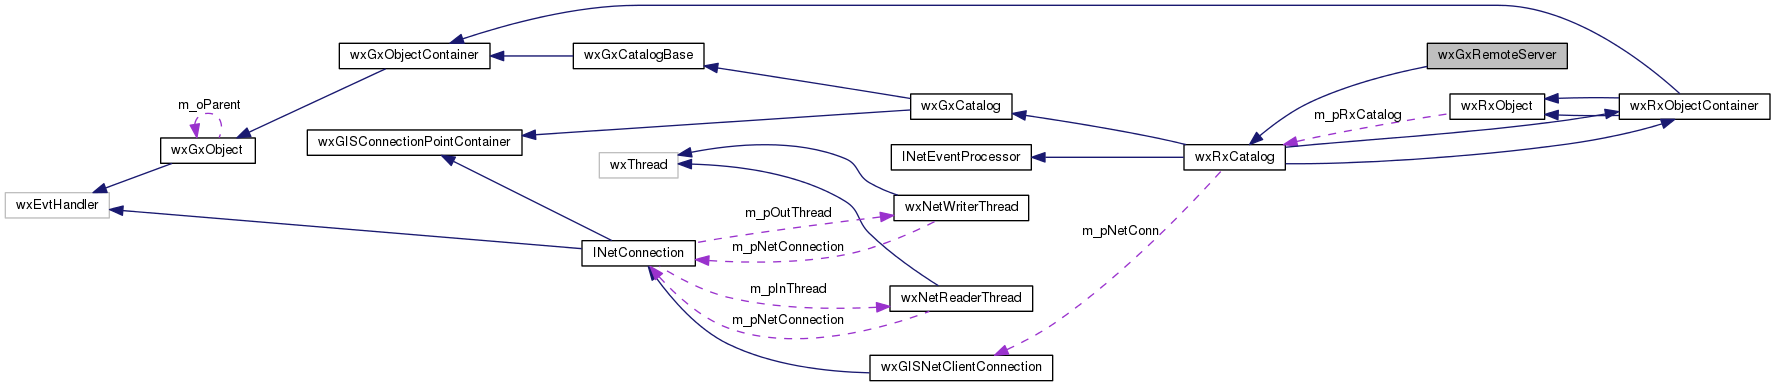 wxGxObjectContainer
wxGxCatalogBase
wxGxRemoteServer
m_oParent
wxGxCatalog
wxRxObject
wxRxObjectContainer
m_pRxCatalog
wxGxObject
wxGISConnectionPointContainer
wxThread
INetEventProcessor
wxRxCatalog
wxEvtHandler
m_pOutThread
wxNetWriterThread
m_pNetConn
m_pNetConnection
INetConnection
m_pInThread
wxNetReaderThread
m_pNetConnection
wxGISNetClientConnection